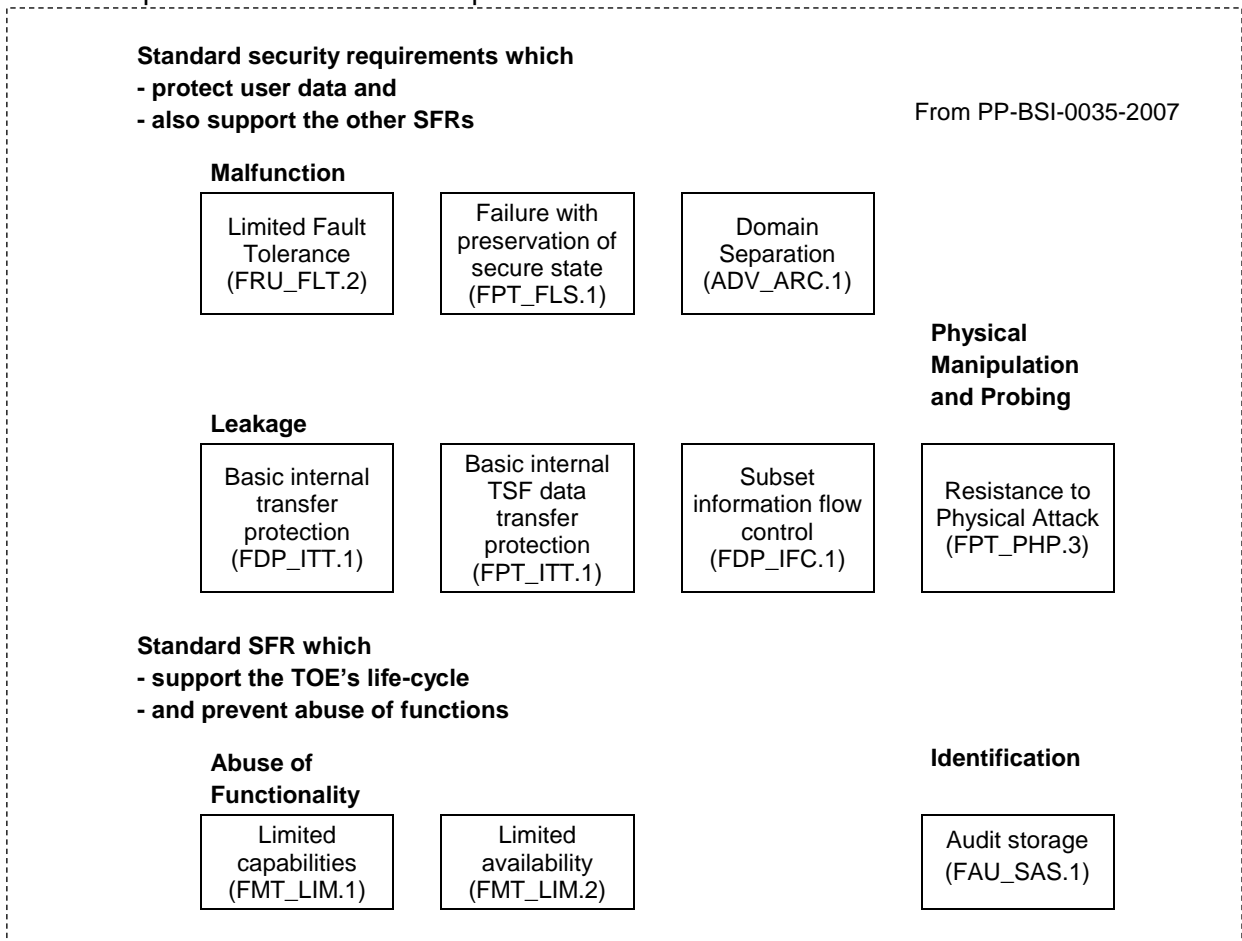 Standard security requirements which
- protect user data and
- also support the other SFRs
From PP-BSI-0035-2007
Malfunction
Limited Fault
Tolerance
(FRU_FLT.2)
Failure with
preservation of
secure state
(FPT_FLS.1)
Domain
Separation
(ADV_ARC.1)
Physical
Manipulation
and Probing
Leakage
Basic internal
transfer
protection
(FDP_ITT.1)
Basic internal
TSF data
transfer
protection
(FPT_ITT.1)
Subset
information flow
control
(FDP_IFC.1)
Resistance to
Physical Attack
(FPT_PHP.3)
Standard SFR which
- support the TOE’s life-cycle
- and prevent abuse of functions
Abuse of
Functionality
Identification
Limited
capabilities
(FMT_LIM.1)
Limited
availability
(FMT_LIM.2)
Audit storage
(FAU_SAS.1)